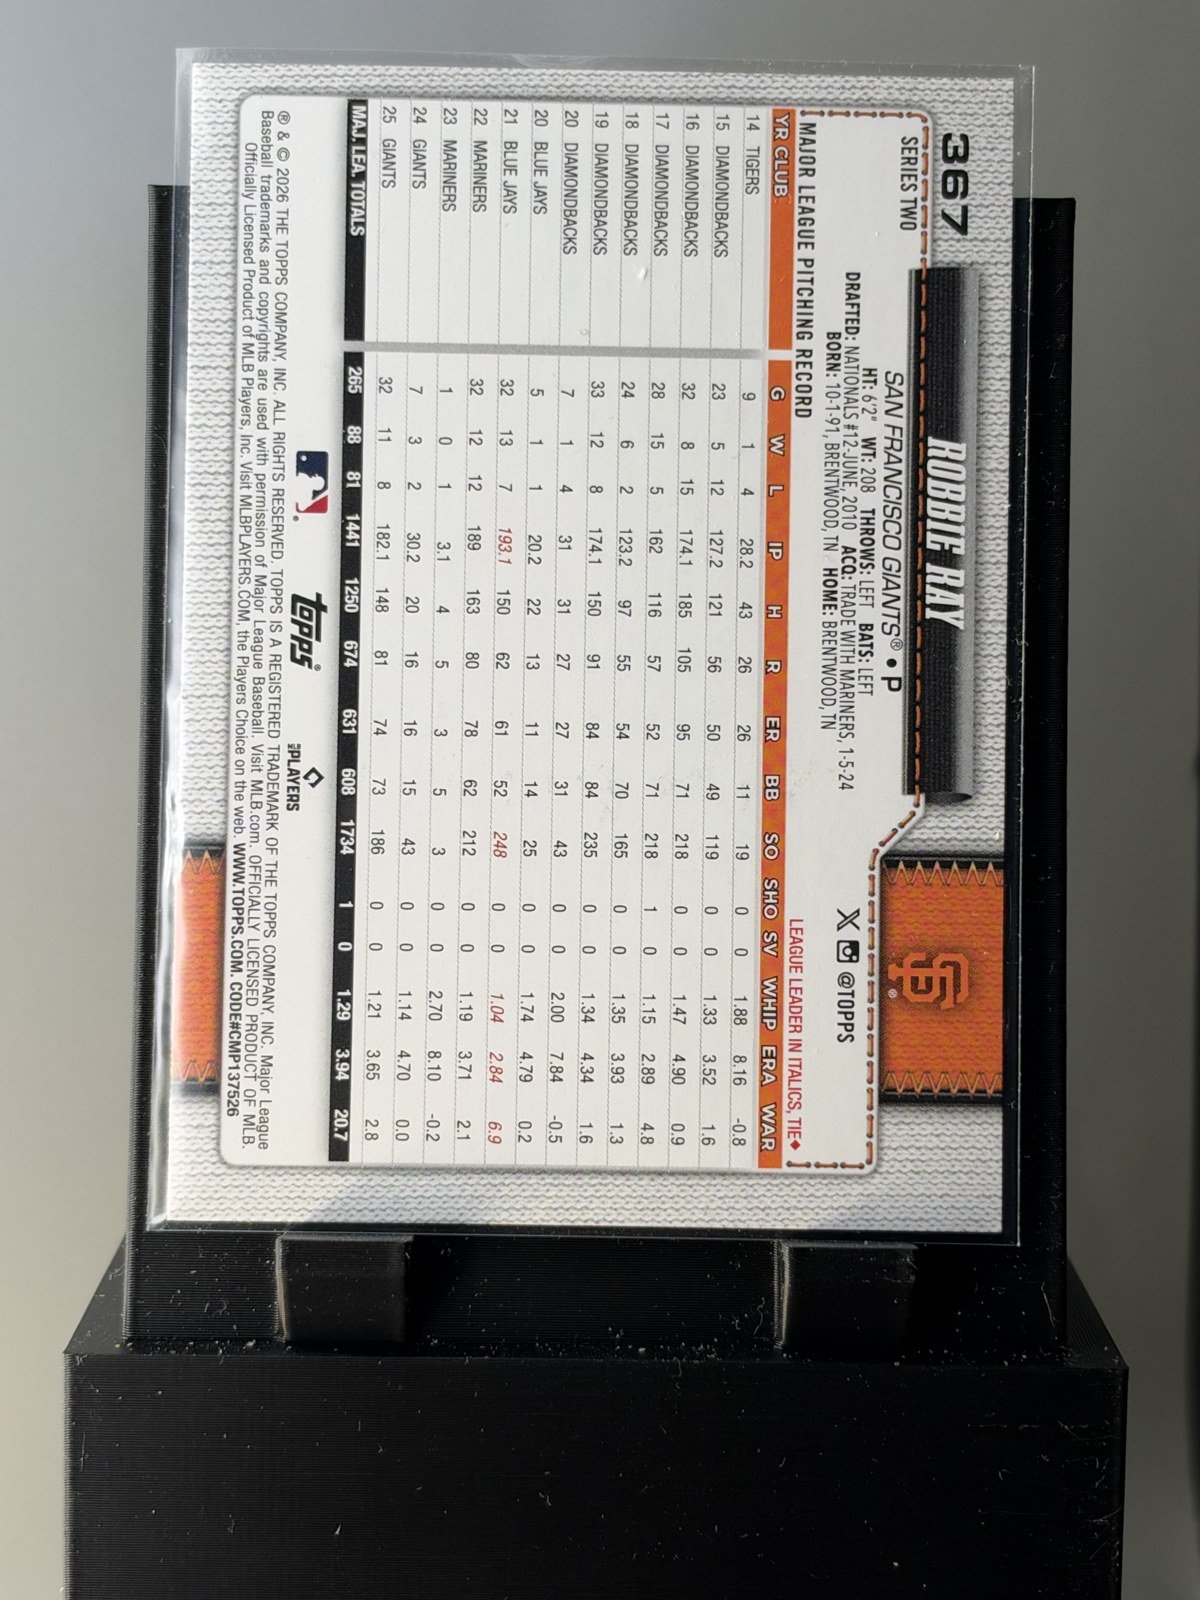 367
SERIES TWO
ROBBIE RAY
SAN FRANCISCO GIANTS® • P
HT: 6'2" WT: 208 THROWS: LEFT BATS: LEFT
DRAFTED: NATIONALS #12-JUNE, 2010 ACQ: TRADE WITH MARINERS, 1-5-24
BORN: 10-1-91, BRENTWOOD, TN HOME: BRENTWOOD, TN
SF®
X @TOPPS
MAJOR LEAGUE PITCHING RECORD LEAGUE LEADER IN ITALICS, TIE◆
YR CLUB G W L IP H R ER BB SO SHO SV WHIP ERA WAR
14 TIGERS 9 1 4 28.2 43 26 26 11 19 0 0 1.88 8.16 -0.8
15 DIAMONDBACKS 23 5 12 127.2 121 56 50 49 119 0 0 1.33 3.52 1.6
16 DIAMONDBACKS 32 8 15 174.1 185 105 95 71 218 0 0 1.47 4.90 0.9
17 DIAMONDBACKS 28 15 5 162 116 57 52 71 218 1 0 1.15 2.89 4.8
18 DIAMONDBACKS 24 6 2 123.2 97 55 54 70 165 0 0 1.35 3.93 1.3
19 DIAMONDBACKS 33 12 8 174.1 150 91 84 84 235 0 0 1.34 4.34 1.6
20 DIAMONDBACKS 7 1 4 31 31 27 27 31 43 0 0 2.00 7.84 -0.5
20 BLUE JAYS 5 1 1 20.2 22 13 11 14 25 0 0 1.74 4.79 0.2
21 BLUE JAYS 32 13 7 193.1 150 62 61 52 248 0 0 1.04 2.84 6.9
22 MARINERS 32 12 12 189 163 80 78 62 212 0 0 1.19 3.71 2.1
23 MARINERS 1 0 1 3.1 4 5 3 5 3 0 0 2.70 8.10 -0.2
24 GIANTS 7 3 2 30.2 20 16 16 15 43 0 0 1.14 4.70 0.0
25 GIANTS 32 11 8 182.1 148 81 74 73 186 0 0 1.21 3.65 2.8
MAJ. LEA. TOTALS 265 88 81 1441 1250 674 631 608 1734 1 0 1.29 3.94 20.7
topps® MLB PLAYERS
® & © 2026 THE TOPPS COMPANY, INC. ALL RIGHTS RESERVED. TOPPS IS A REGISTERED TRADEMARK OF THE TOPPS COMPANY, INC. Major League
Baseball trademarks and copyrights are used with permission of Major League Baseball. Visit MLB.com. OFFICIALLY LICENSED PRODUCT OF MLB
Officially Licensed Product of MLB Players, Inc. Visit MLBPLAYERS.COM, the Players Choice on the web. WWW.TOPPS.COM. CODE#CMP137526